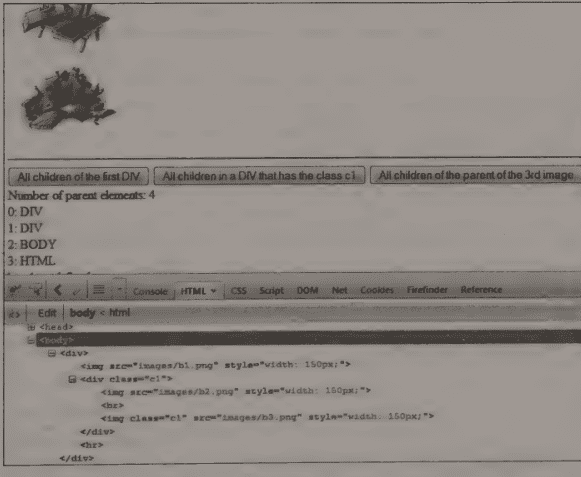 All children of the first DIV All children in a DIV that has the class c1 All children of the parent of the 3rd image
Number of parent elements: 4
0: DIV
1: DIV
2: BODY
3: HTML
Console HTML CSS Script DOM Net Cookies Firefinder Reference
Edit body < html
<head>
<body>
<div>
<img src="images/b1.png" style="width: 150px;">
<div class="c1">
<img src="images/b2.png" style="width: 150px;">
<hr>
<img class="c1" src="images/b3.png" style="width: 150px;">
</div>
<hr>
</div>